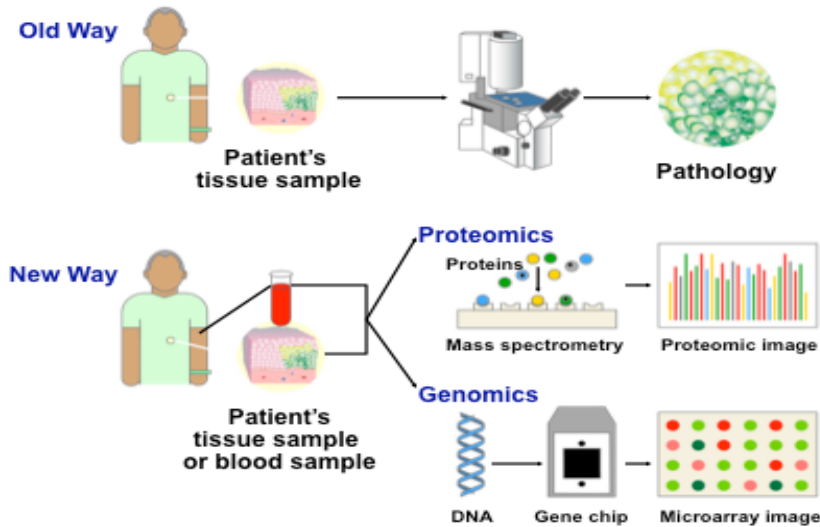 Old Way
Patient's
tissue sample
Pathology
New Way
Patient's
tissue sample
or blood sample
Proteomics
Proteins
Mass spectrometry
Proteomic image
Genomics
DNA
Gene chip
Microarray image